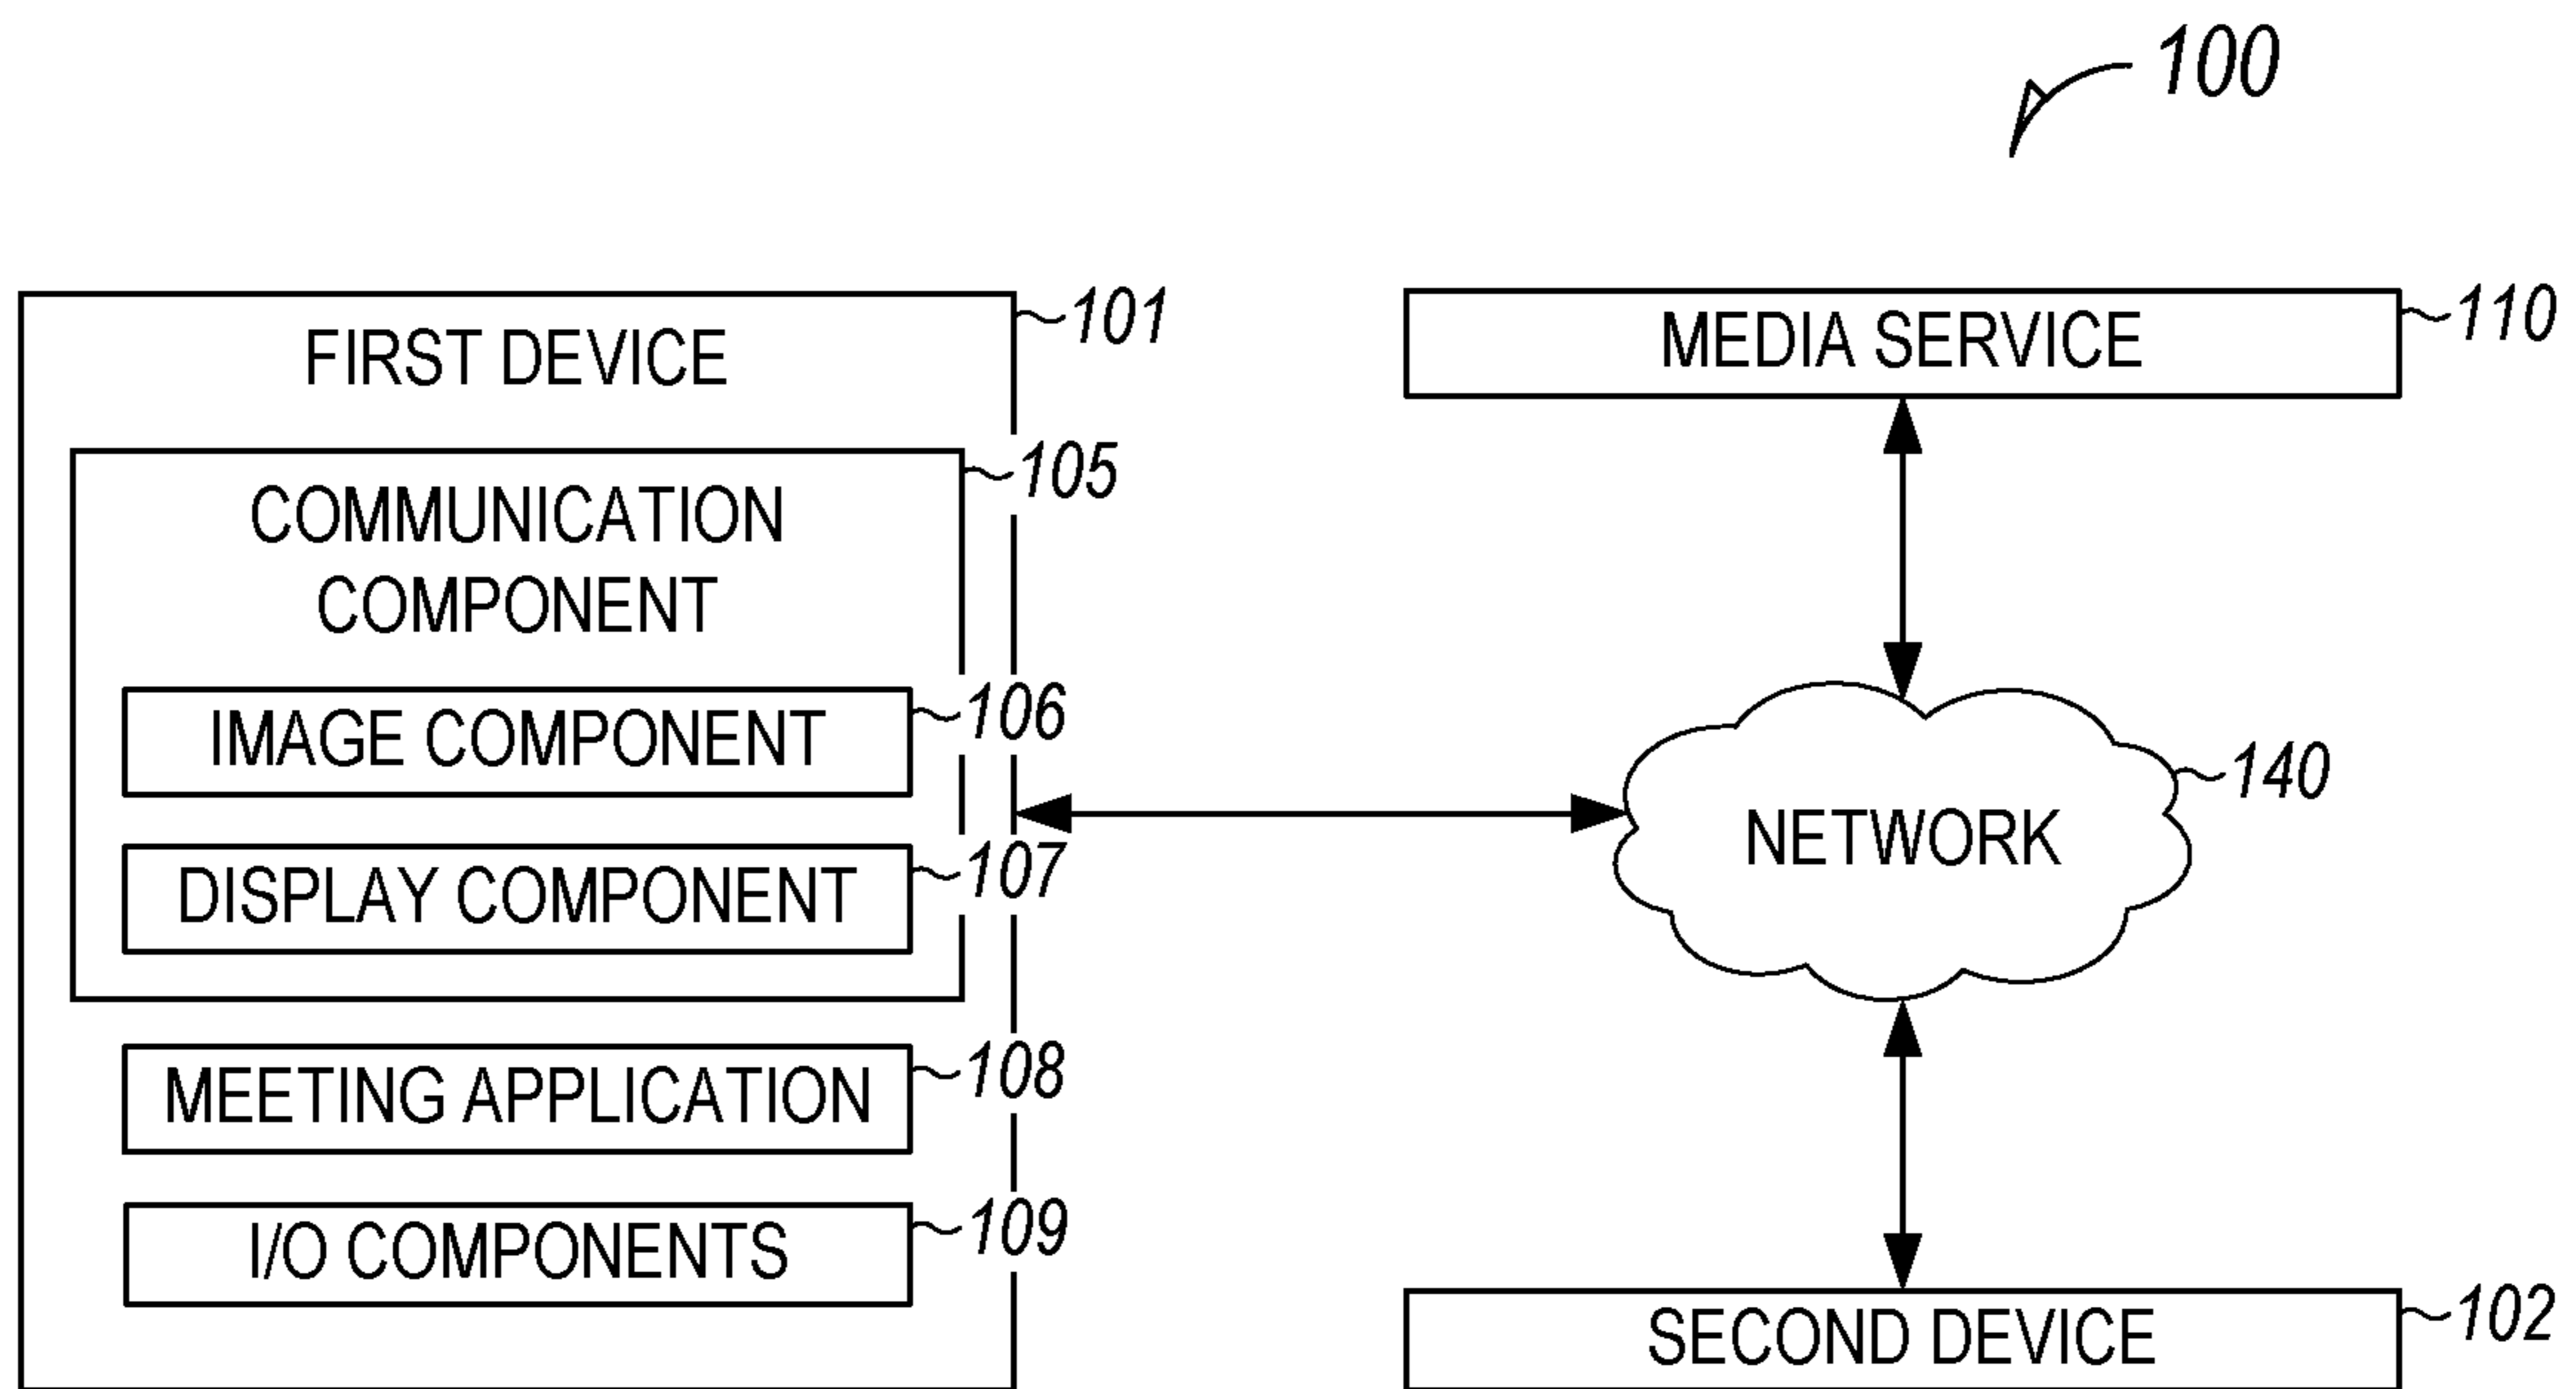 100
FIRST DEVICE
101
COMMUNICATION
COMPONENT
105
IMAGE COMPONENT
106
DISPLAY COMPONENT
107
MEETING APPLICATION
108
I/O COMPONENTS
109
MEDIA SERVICE
110
NETWORK
140
SECOND DEVICE
102